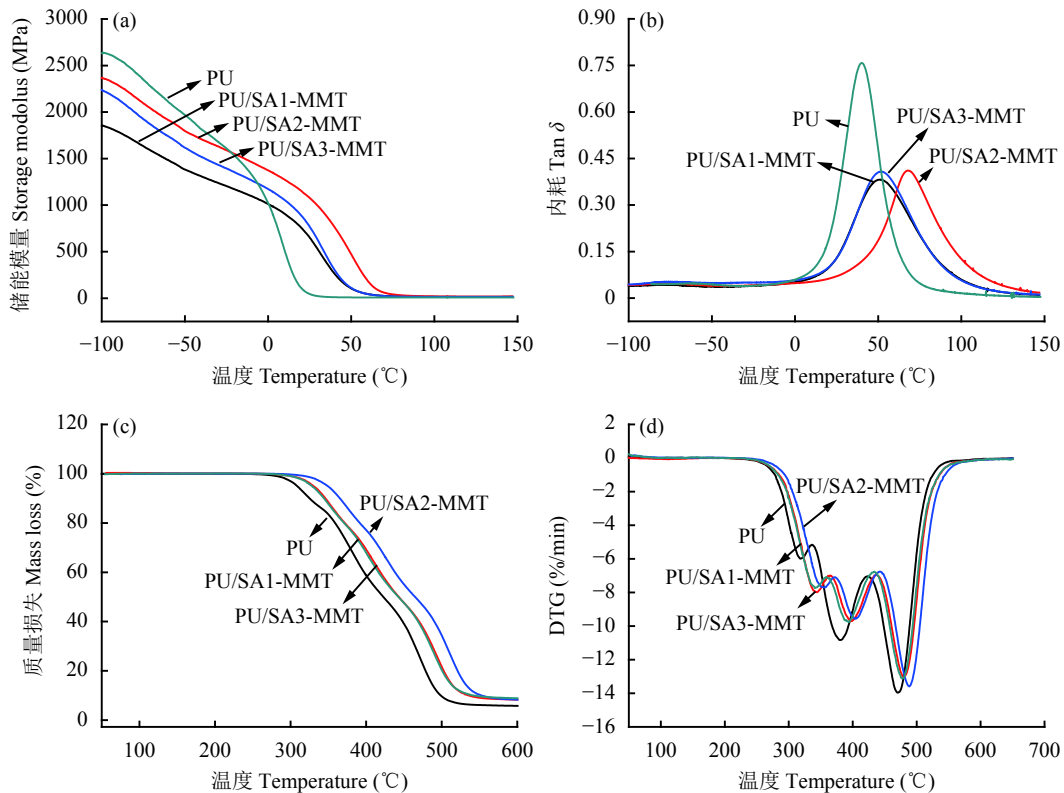 (a)
储能模量 Storage modolus (MPa)
3000
2500
2000
1500
1000
500
0
PU
PU/SA1-MMT
PU/SA2-MMT
PU/SA3-MMT
−100
−50
0
50
100
150
温度 Temperature (℃)
(b)
内耗 Tan δ
0.90
0.75
0.60
0.45
0.30
0.15
0
PU
PU/SA3-MMT
PU/SA1-MMT
PU/SA2-MMT
−100
−50
0
50
100
150
温度 Temperature (℃)
(c)
质量损失 Mass loss (%)
120
100
80
60
40
20
0
PU/SA2-MMT
PU
PU/SA1-MMT
PU/SA3-MMT
100
200
300
400
500
600
温度 Temperature (℃)
(d)
DTG (%/min)
2
0
−2
−4
−6
−8
−10
−12
−14
−16
PU/SA2-MMT
PU
PU/SA1-MMT
PU/SA3-MMT
100
200
300
400
500
600
700
温度 Temperature (℃)